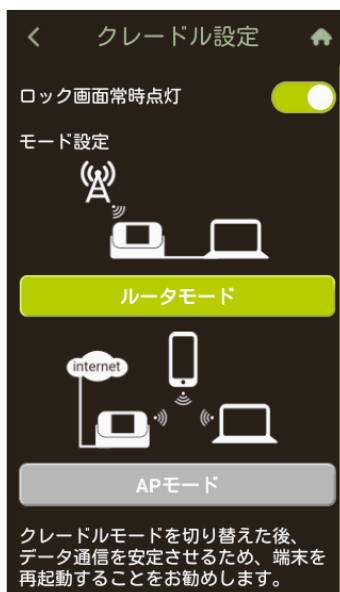 クレードル設定
ロック画面常時点灯
モード設定
ルータモード
internet
APモード
クレードルモードを切り替えた後、
データ通信を安定させるため、端末を
再起動することをお勧めします。